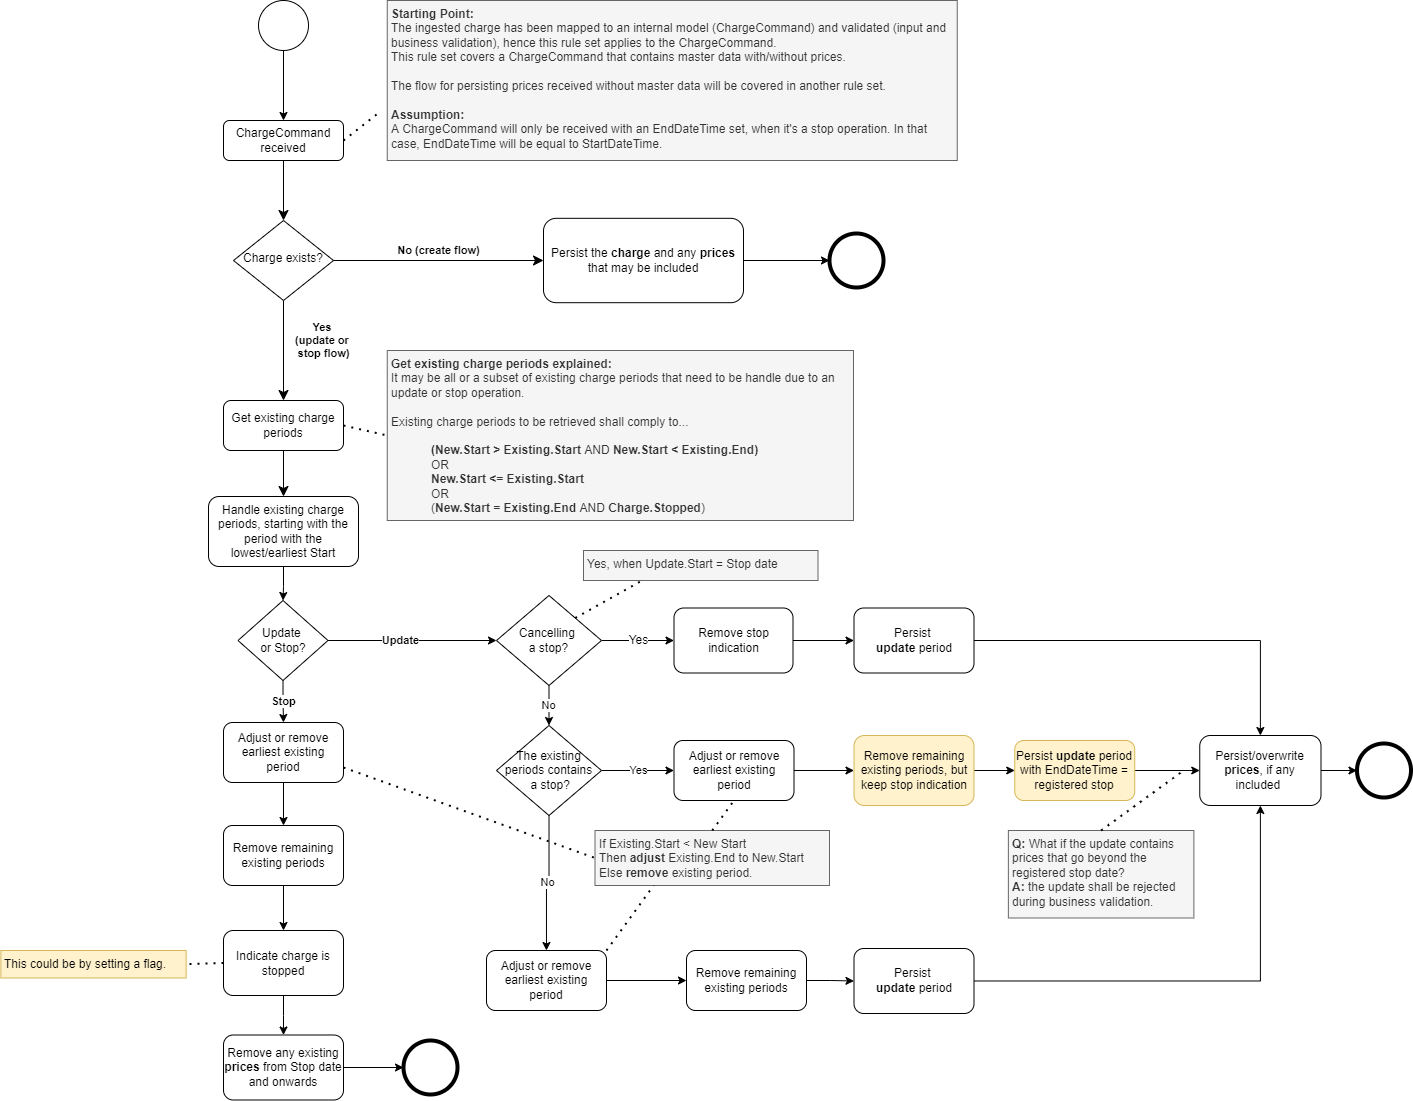 Starting Point:
The ingested charge has been mapped to an internal model (ChargeCommand) and validated (input and
business validation), hence this rule set applies to the ChargeCommand.
This rule set covers a ChargeCommand that contains master data with/without prices.
The flow for persisting prices received without master data will be covered in another rule set.
Assumption:
A ChargeCommand will only be received with an EndDateTime set, when it's a stop operation. In that
case, EndDateTime will be equal to StartDateTime.
ChargeCommand
received
Charge exists?
No (create flow)
Persist the charge and any prices
that may be included
Yes
(update or
stop flow)
Get existing charge periods explained:
It may be all or a subset of existing charge periods that need to be handle due to an
update or stop operation.
Existing charge periods to be retrieved shall comply to...
(New.Start > Existing.Start AND New.Start < Existing.End)
OR
New.Start <= Existing.Start
OR
(New.Start = Existing.End AND Charge.Stopped)
Get existing charge
periods
Handle existing charge
periods, starting with the
period with the
lowest/earliest Start
Yes, when Update.Start = Stop date
Update
or Stop?
Update
Cancelling
a stop?
Yes
Remove stop
indication
Persist
update period
Stop
No
Adjust or remove
earliest existing
period
The existing
periods contains
a stop?
Yes
Adjust or remove
earliest existing
period
Remove remaining
existing periods, but
keep stop indication
Persist update period
with EndDateTime =
registered stop
Persist/overwrite
prices, if any
included
Remove remaining
existing periods
If Existing.Start < New Start
Then adjust Existing.End to New.Start
Else remove existing period.
Q: What if the update contains
prices that go beyond the
registered stop date?
A: the update shall be rejected
during business validation.
No
This could be by setting a flag.
Indicate charge is
stopped
Adjust or remove
earliest existing
period
Remove remaining
existing periods
Persist
update period
Remove any existing
prices from Stop date
and onwards